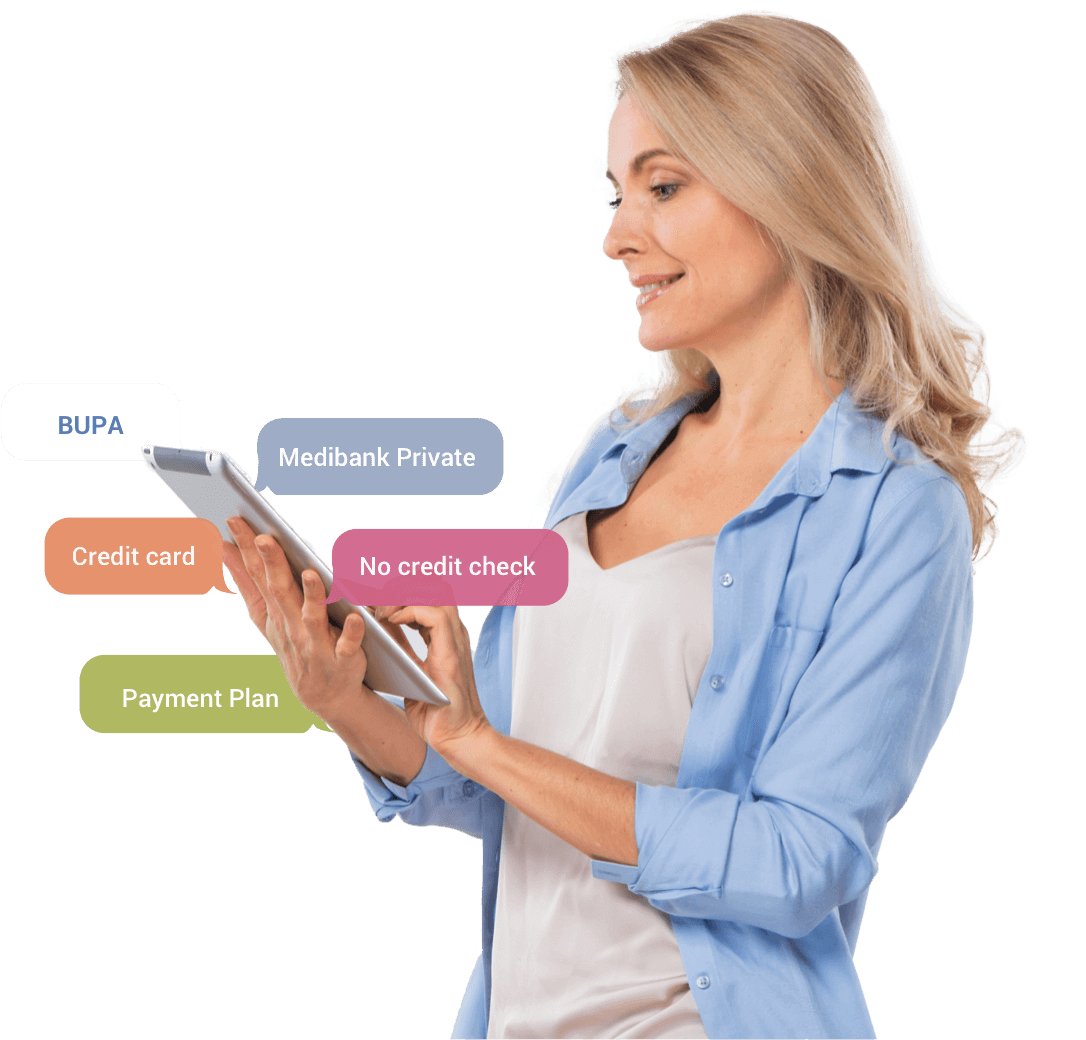 BUPA
Medibank Private
Credit card
No credit check
Payment Plan